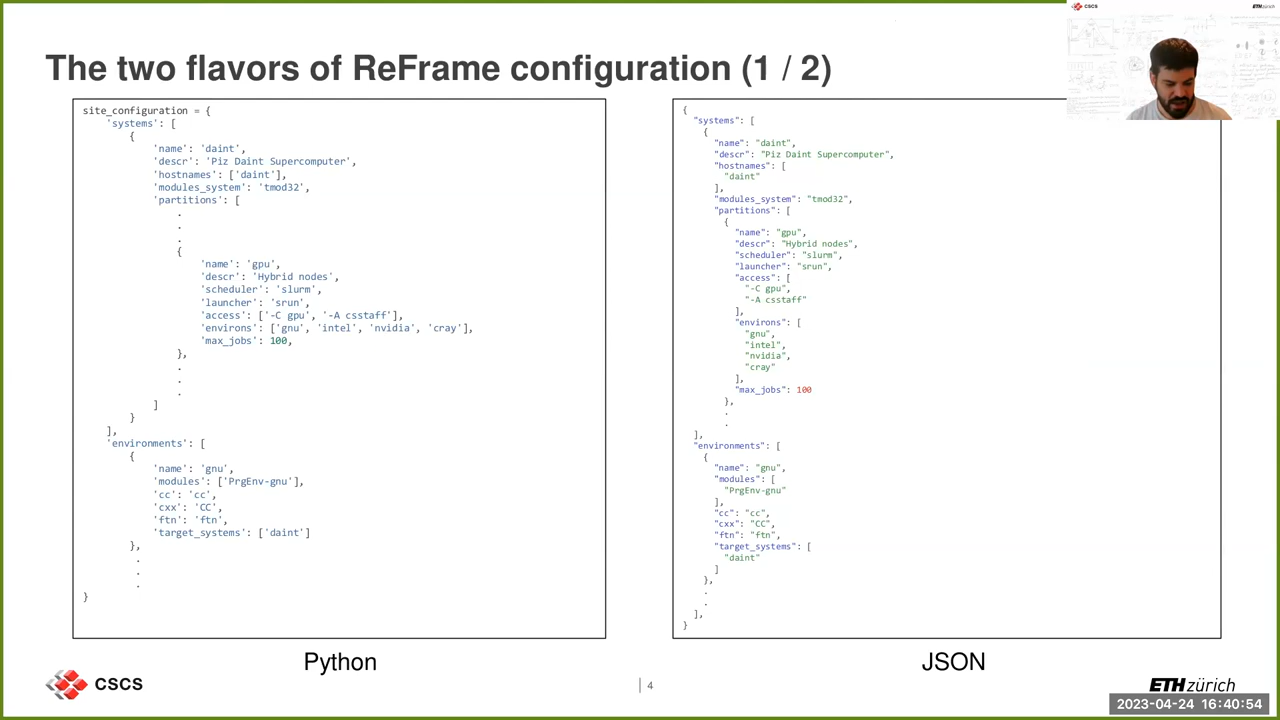 CSCS
ETH zürich
The two flavors of ReFrame configuration (1 / 2)
site_configuration = {
'systems': [
{
'name': 'daint',
'descr': 'Piz Daint Supercomputer',
'hostnames': ['daint'],
'modules_system': 'tmod32',
'partitions': [
.
.
.
{
'name': 'gpu',
'descr': 'Hybrid nodes',
'scheduler': 'slurm',
'launcher': 'srun',
'access': ['-C gpu', '-A csstaff'],
'environs': ['gnu', 'intel', 'nvidia', 'cray'],
'max_jobs': 100,
},
.
.
.
]
}
],
'environments': [
{
'name': 'gnu',
'modules': ['PrgEnv-gnu'],
'cc': 'cc',
'cxx': 'CC',
'ftn': 'ftn',
'target_systems': ['daint']
},
.
.
.
}
Python
{
"systems": [
{
"name": "daint",
"descr": "Piz Daint Supercomputer",
"hostnames": [
"daint"
],
"modules_system": "tmod32",
"partitions": [
{
"name": "gpu",
"descr": "Hybrid nodes",
"scheduler": "slurm",
"launcher": "srun",
"access": [
"-C gpu",
"-A csstaff"
],
"environs": [
"gnu",
"intel",
"nvidia",
"cray"
],
"max_jobs": 100
},
.
.
],
"environments": [
{
"name": "gnu",
"modules": [
"PrgEnv-gnu"
],
"cc": "cc",
"cxx": "CC",
"ftn": "ftn",
"target_systems": [
"daint"
]
},
.
.
],
}
JSON
CSCS
| 4
ETH zürich
2023-04-24 16:40:54